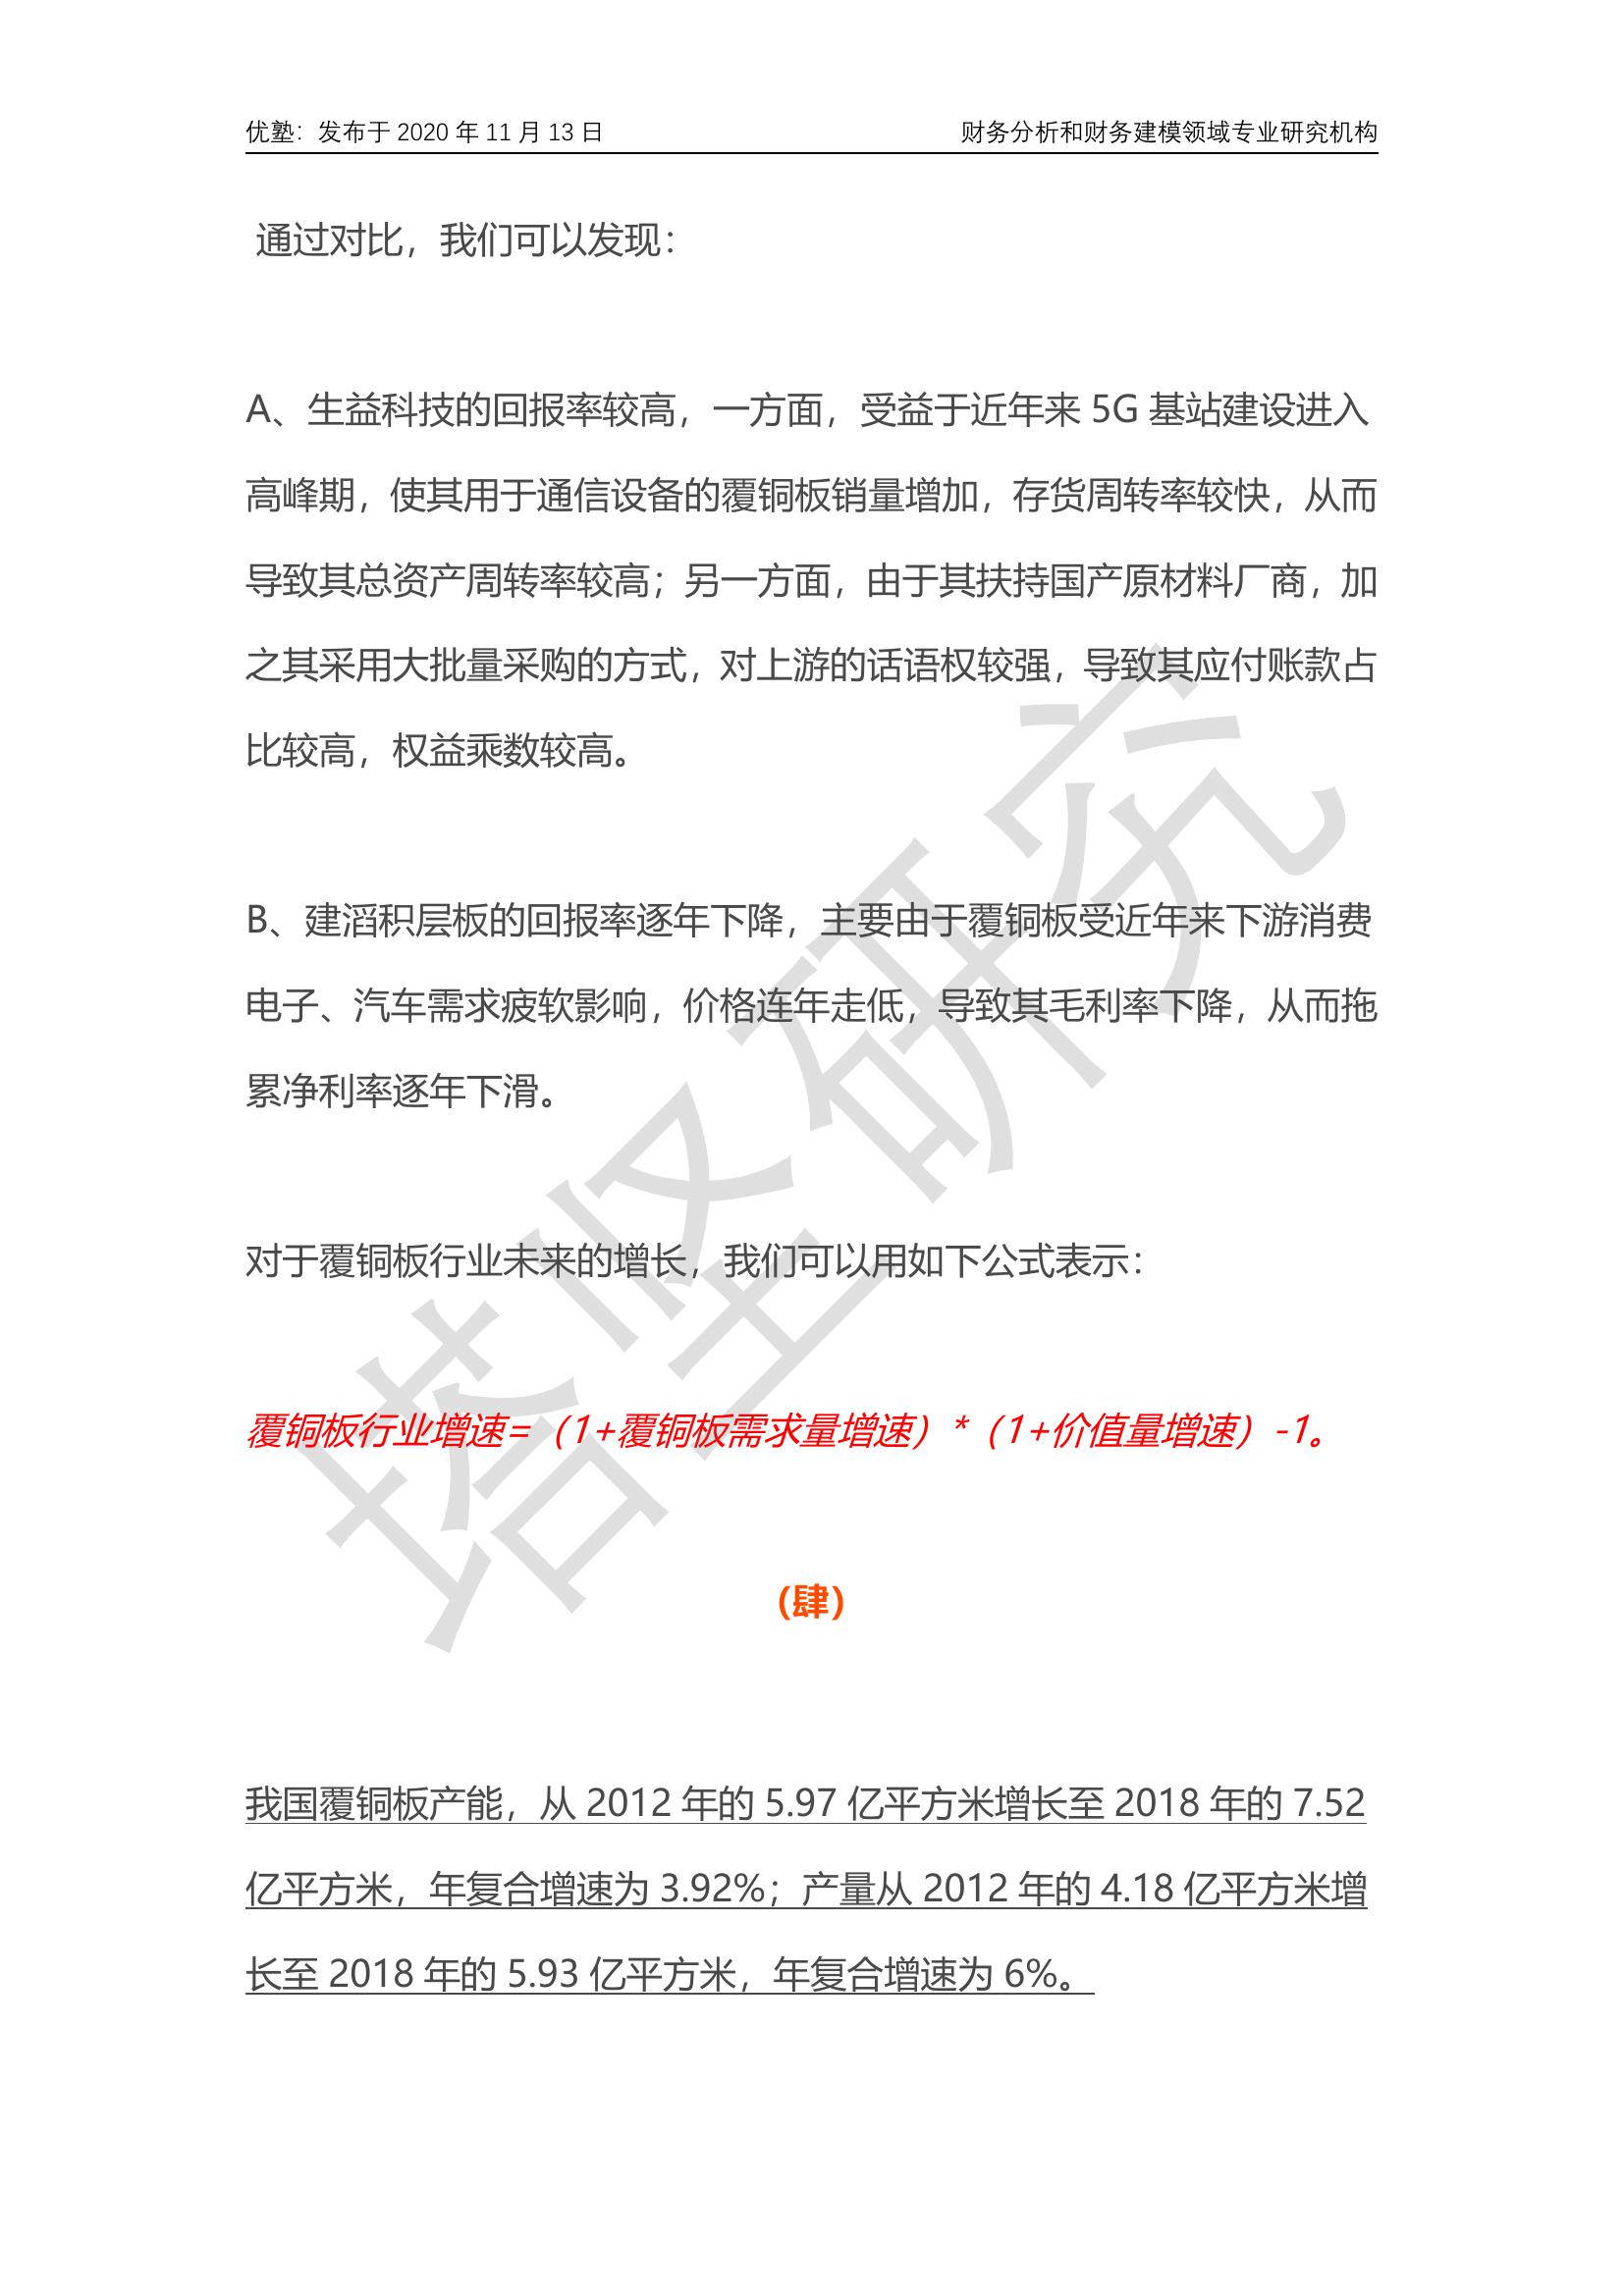 优塾：发布于 2020 年 11 月 13 日 财务分析和财务建模领域专业研究机构
通过对比，我们可以发现：
A、生益科技的回报率较高，一方面，受益于近年来 5G 基站建设进入
高峰期，使其用于通信设备的覆铜板销量增加，存货周转率较快，从而
导致其总资产周转率较高；另一方面，由于其扶持国产原材料厂商，加
之其采用大批量采购的方式，对上游的话语权较强，导致其应付账款占
比较高，权益乘数较高。
B、建滔积层板的回报率逐年下降，主要由于覆铜板受近年来下游消费
电子、汽车需求疲软影响，价格连年走低，导致其毛利率下降，从而拖
累净利率逐年下滑。
对于覆铜板行业未来的增长，我们可以用如下公式表示：
覆铜板行业增速=（1+覆铜板需求量增速）*（1+价值量增速）-1。
(肆)
我国覆铜板产能，从 2012 年的 5.97 亿平方米增长至 2018 年的 7.52
亿平方米，年复合增速为 3.92%；产量从 2012 年的 4.18 亿平方米增
长至 2018 年的 5.93 亿平方米，年复合增速为 6%。
塔坚研究